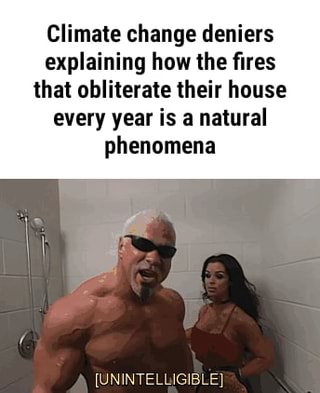 Climate change deniers
explaining how the fires
that obliterate their house
every year is a natural
phenomena
[UNINTELLIGIBLE]